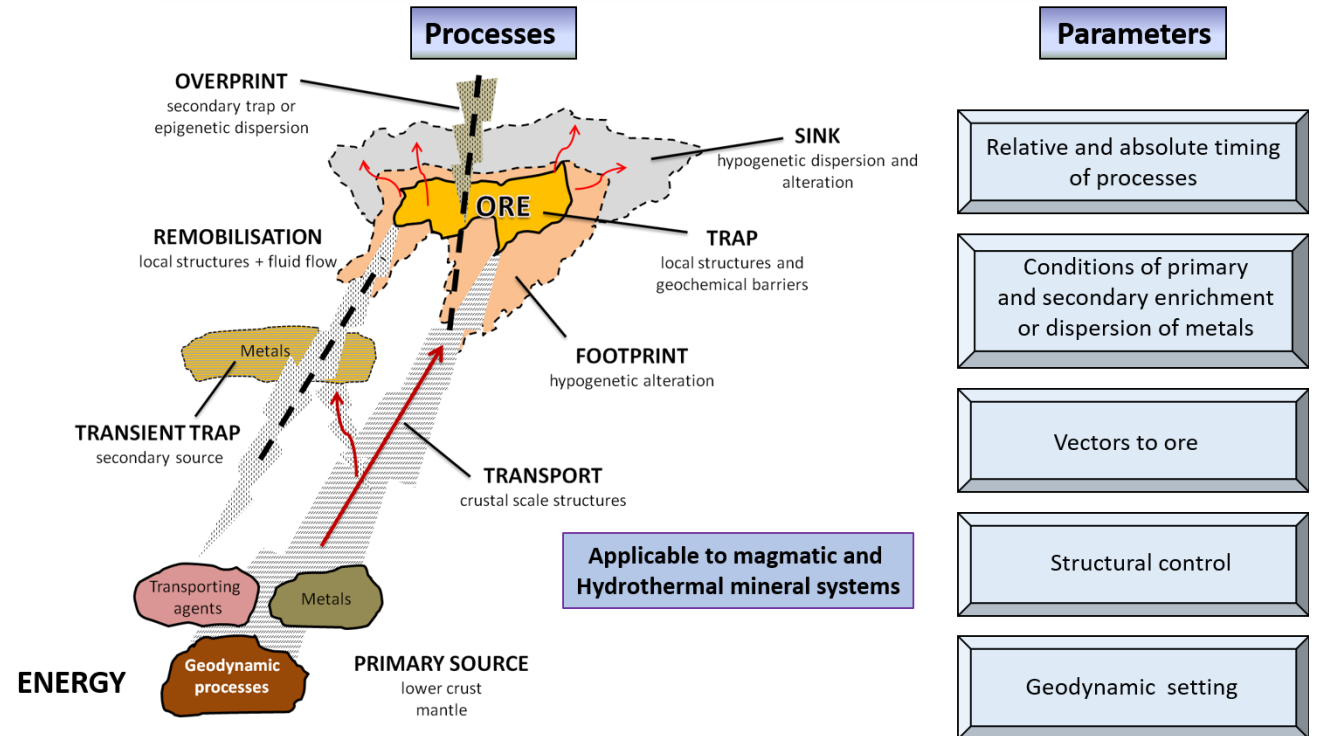 Processes
Parameters
OVERPRINT
secondary trap or
epigenetic dispersion
SINK
hypogenetic dispersion and
alteration
ORE
REMOBILISATION
local structures + fluid flow
TRAP
local structures and
geochemical barriers
Metals
FOOTPRINT
hypogenetic alteration
TRANSIENT TRAP
secondary source
TRANSPORT
crustal scale structures
Applicable to magmatic and
Hydrothermal mineral systems
Transporting
agents
Metals
Geodynamic
processes
ENERGY
PRIMARY SOURCE
lower crust
mantle
Relative and absolute timing
of processes
Conditions of primary
and secondary enrichment
or dispersion of metals
Vectors to ore
Structural control
Geodynamic setting